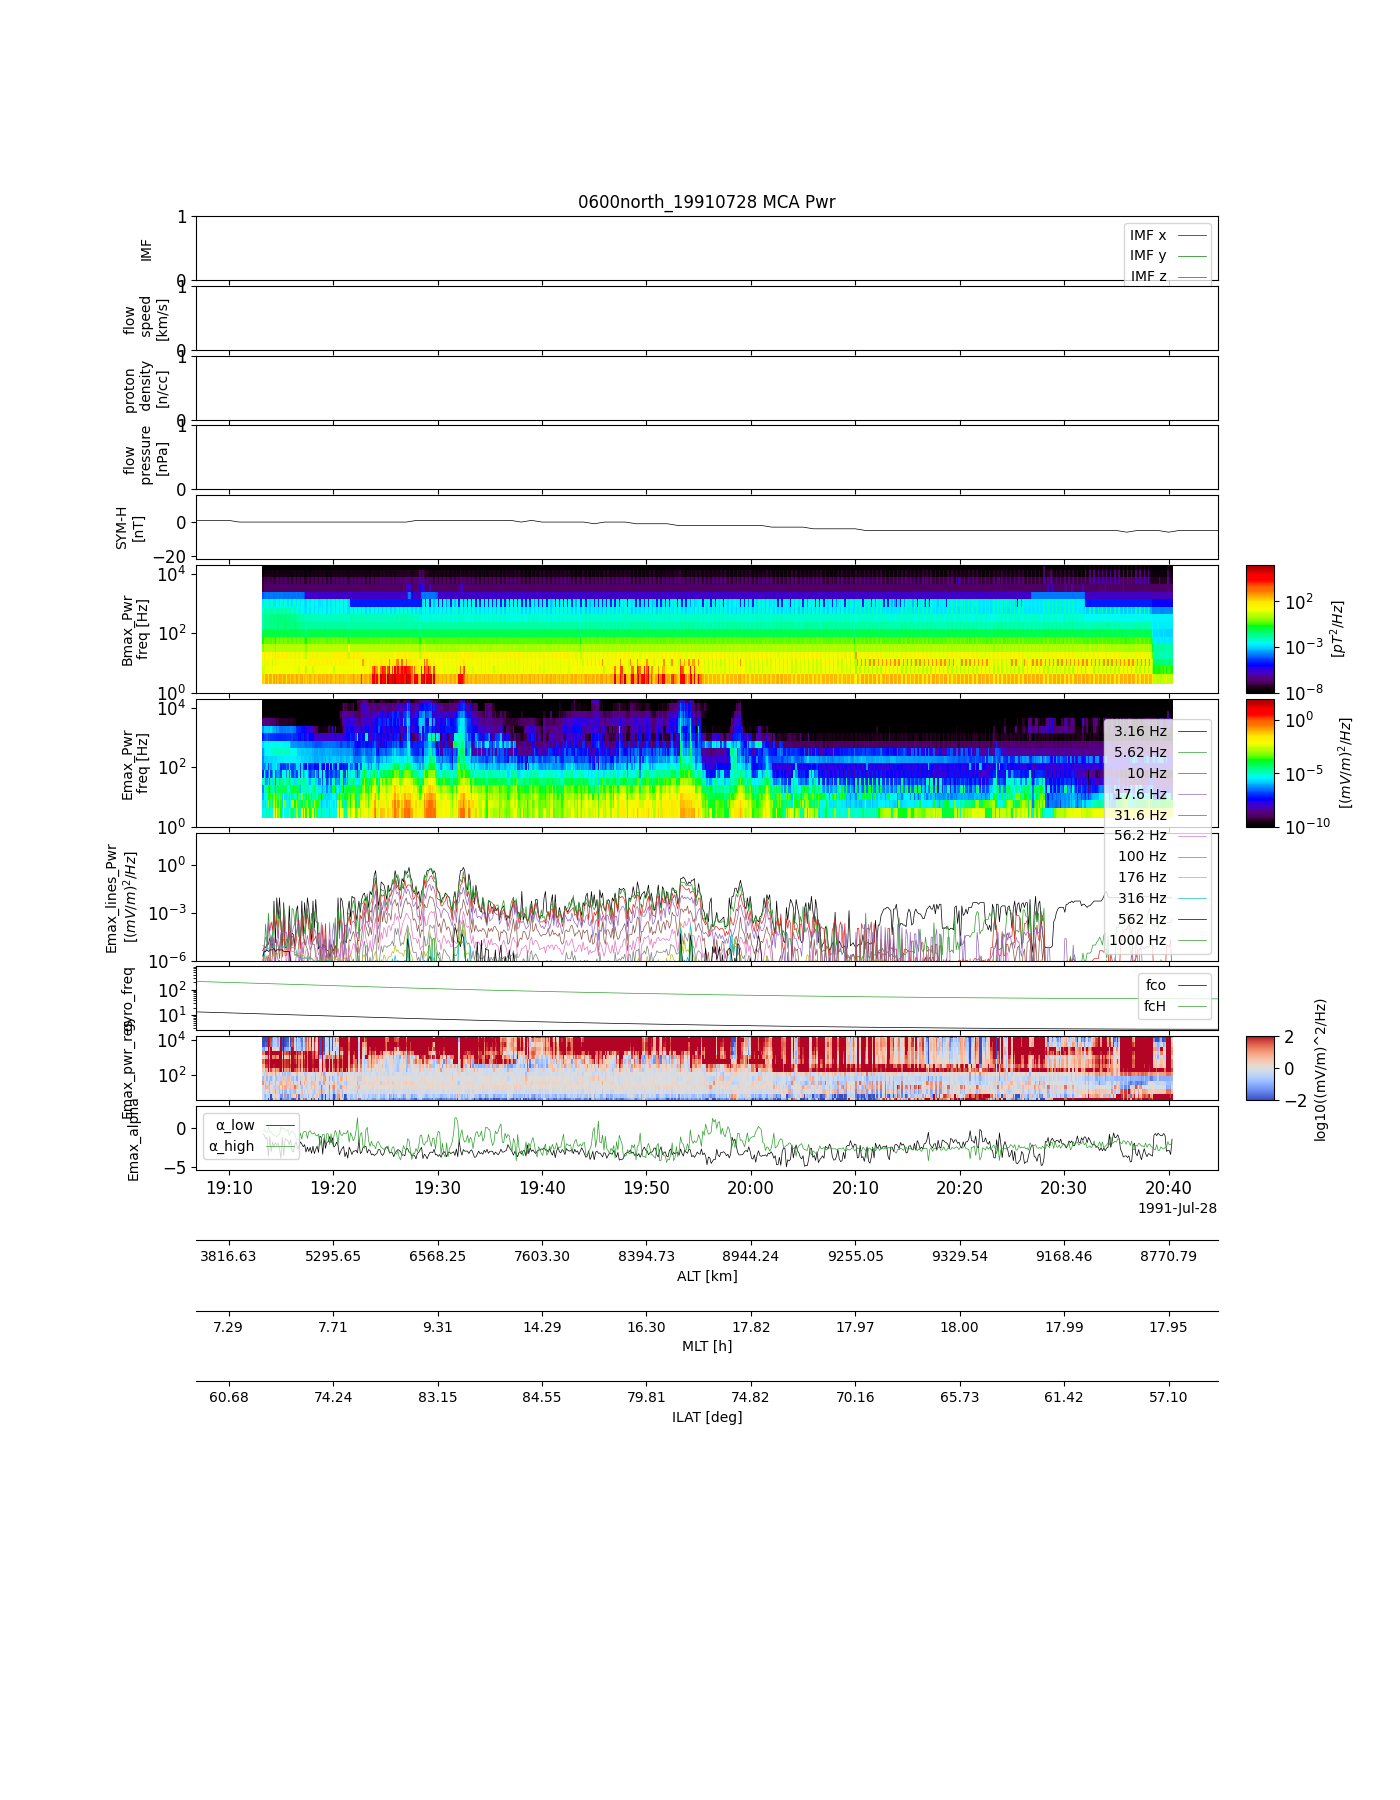 0600north_19910728 MCA Pwr
1
0
IMF
IMF x
IMF y
IMF z
1
0
flow
speed
[km/s]
1
0
proton
density
[n/cc]
1
0
flow
pressure
[nPa]
0
−20
SYM-H
[nT]
10^4
10^2
10^0
Bmax_Pwr
freq [Hz]
10^2
10^−3
10^−8
[pT^2/Hz]
10^4
10^2
10^0
Emax_Pwr
freq [Hz]
10^0
10^−5
10^−10
[(mV/m)^2/Hz]
3.16 Hz
5.62 Hz
10 Hz
17.6 Hz
31.6 Hz
56.2 Hz
100 Hz
176 Hz
316 Hz
562 Hz
1000 Hz
10^0
10^−3
10^−6
Emax_lines_Pwr
[(mV/m)^2/Hz]
10^2
10^1
gyro_freq
fco
fcH
10^4
10^2
Emax_pwr_reg
2
0
−2
log10((mV/m)^2/Hz)
0
−5
Emax_alpha
α_low
α_high
19:10 19:20 19:30 19:40 19:50 20:00 20:10 20:20 20:30 20:40
1991-Jul-28
3816.63 5295.65 6568.25 7603.30 8394.73 8944.24 9255.05 9329.54 9168.46 8770.79
ALT [km]
7.29 7.71 9.31 14.29 16.30 17.82 17.97 18.00 17.99 17.95
MLT [h]
60.68 74.24 83.15 84.55 79.81 74.82 70.16 65.73 61.42 57.10
ILAT [deg]